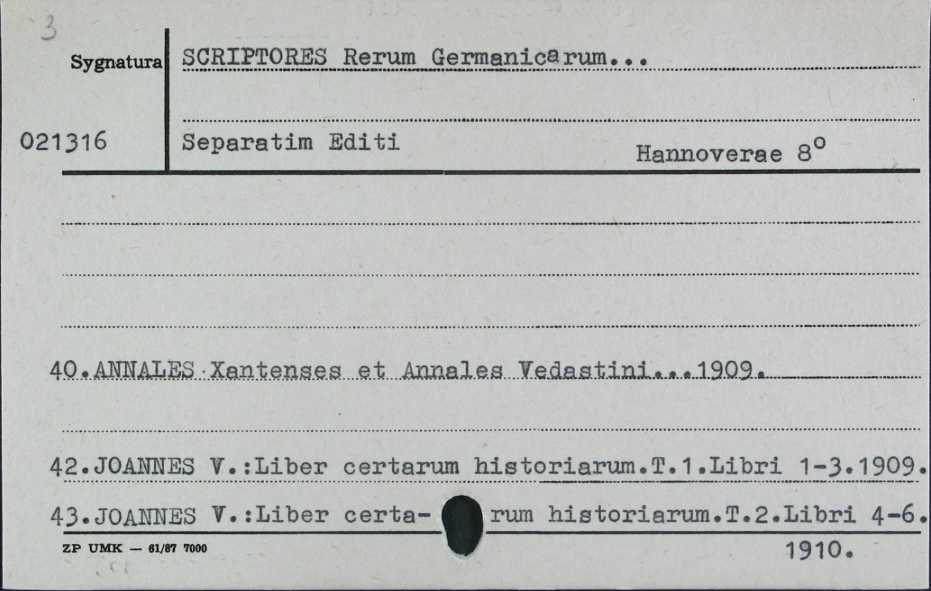 3
Sygnatura SCRIPTORES Rerum Germanicarum...
021316 Separatim Editi Hannoverae 8º
40.ANNALES Xantenses et Annales Vedastini...1909.
42.JOANNES V.:Liber certarum historiarum.T.1.Libri 1-3.1909.
43.JOANNES V.:Liber certa- rum historiarum.T.2.Libri 4-6.
ZP UMK — 61/87 7000 1910.